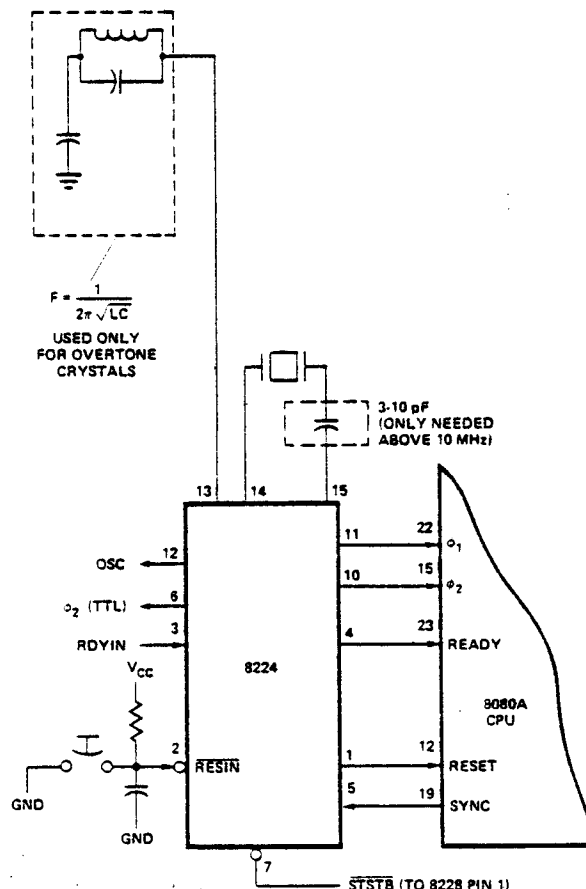 F = 1
2π √LC
USED ONLY
FOR OVERTONE
CRYSTALS
3-10 pF
(ONLY NEEDED
ABOVE 10 MHz)
13 14 15
11 22 φ1
OSC 12
10 15 φ2
φ2 (TTL) 6
RDYIN 3
4 23 READY
VCC
8224
8080A
CPU
2 RESIN
1 12 RESET
GND
5 19 SYNC
GND
7
STSTB (TO 8228 PIN 1)